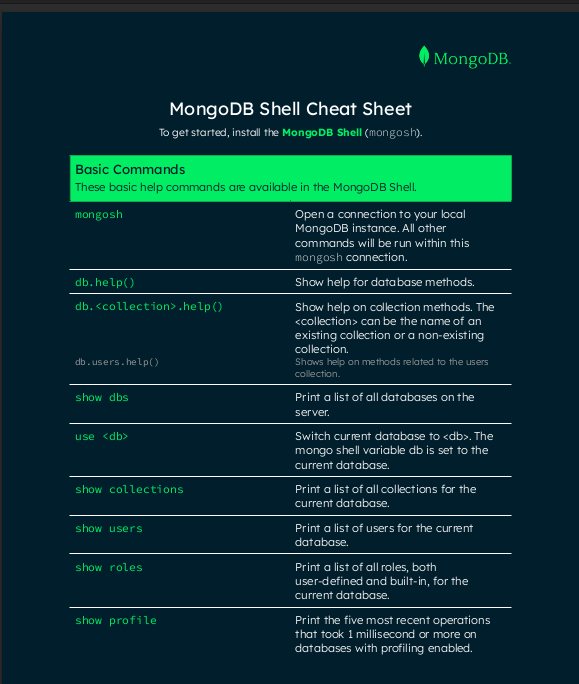 MongoDB.
MongoDB Shell Cheat Sheet
To get started, install the MongoDB Shell (mongosh).
Basic Commands
These basic help commands are available in the MongoDB Shell.
mongosh
Open a connection to your local
MongoDB instance. All other
commands will be run within this
mongosh connection.
db.help()
Show help for database methods.
db.<collection>.help()
Show help on collection methods. The
<collection> can be the name of an
existing collection or a non-existing
collection.
db.users.help()
Shows help on methods related to the users
collection.
show dbs
Print a list of all databases on the
server.
use <db>
Switch current database to <db>. The
mongo shell variable db is set to the
current database.
show collections
Print a list of all collections for the
current database.
show users
Print a list of users for the current
database.
show roles
Print a list of all roles, both
user-defined and built-in, for the
current database.
show profile
Print the five most recent operations
that took 1 millisecond or more on
databases with profiling enabled.